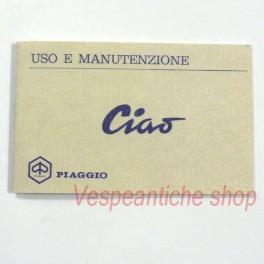 USO E MANUTENZIONE
Ciao
PIAGGIO
Vespeantiche shop